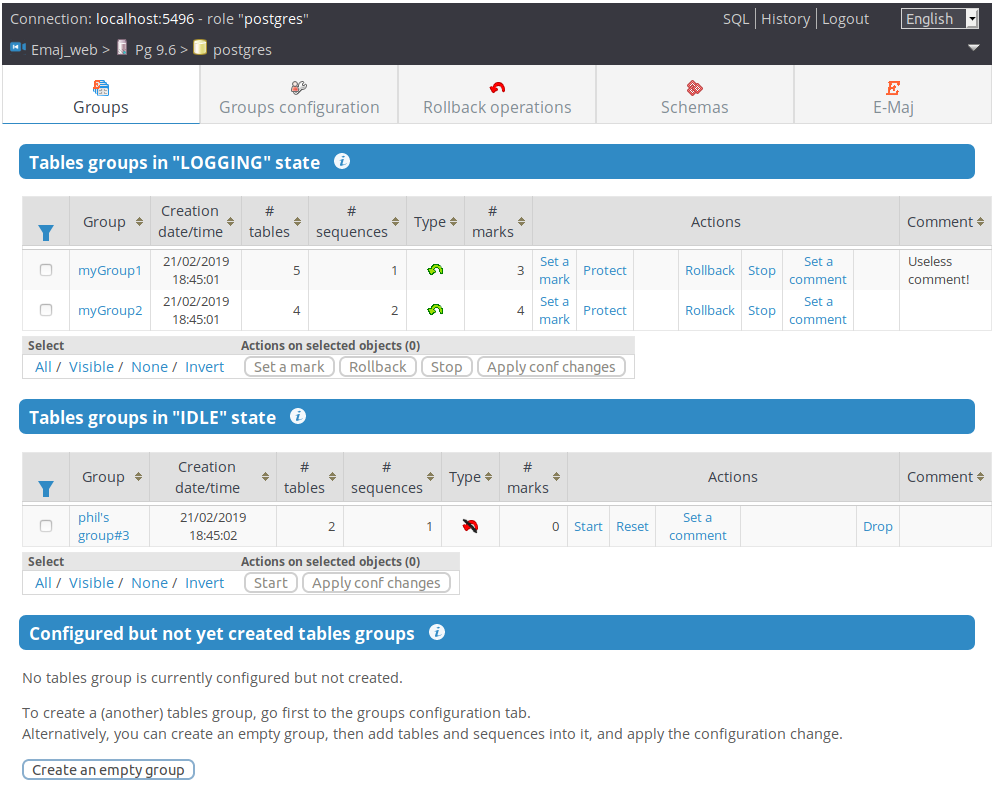 Connection: localhost:5496 - role "postgres" SQL History Logout English
Emaj_web > Pg 9.6 > postgres
Groups Groups configuration Rollback operations Schemas E-Maj
Tables groups in "LOGGING" state
Group Creation date/time # tables # sequences Type # marks Actions Comment
myGroup1 21/02/2019 18:45:01 5 1 3 Set a mark Protect Rollback Stop Set a comment Useless comment!
myGroup2 21/02/2019 18:45:01 4 2 4 Set a mark Protect Rollback Stop Set a comment
Select Actions on selected objects (0)
All / Visible / None / Invert Set a mark Rollback Stop Apply conf changes
Tables groups in "IDLE" state
Group Creation date/time # tables # sequences Type # marks Actions Comment
phil's group#3 21/02/2019 18:45:02 2 1 0 Start Reset Set a comment Drop
Select Actions on selected objects (0)
All / Visible / None / Invert Start Apply conf changes
Configured but not yet created tables groups
No tables group is currently configured but not created.
To create a (another) tables group, go first to the groups configuration tab.
Alternatively, you can create an empty group, then add tables and sequences into it, and apply the configuration change.
Create an empty group